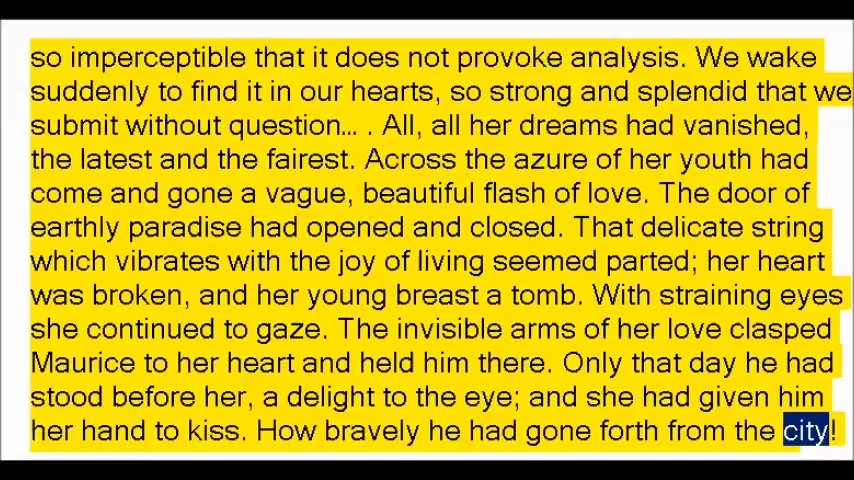 so imperceptible that it does not provoke analysis. We wake
suddenly to find it in our hearts, so strong and splendid that we
submit without question... . All, all her dreams had vanished,
the latest and the fairest. Across the azure of her youth had
come and gone a vague, beautiful flash of love. The door of
earthly paradise had opened and closed. That delicate string
which vibrates with the joy of living seemed parted; her heart
was broken, and her young breast a tomb. With straining eyes
she continued to gaze. The invisible arms of her love clasped
Maurice to her heart and held him there. Only that day he had
stood before her, a delight to the eye; and she had given him
her hand to kiss. How bravely he had gone forth from the city!